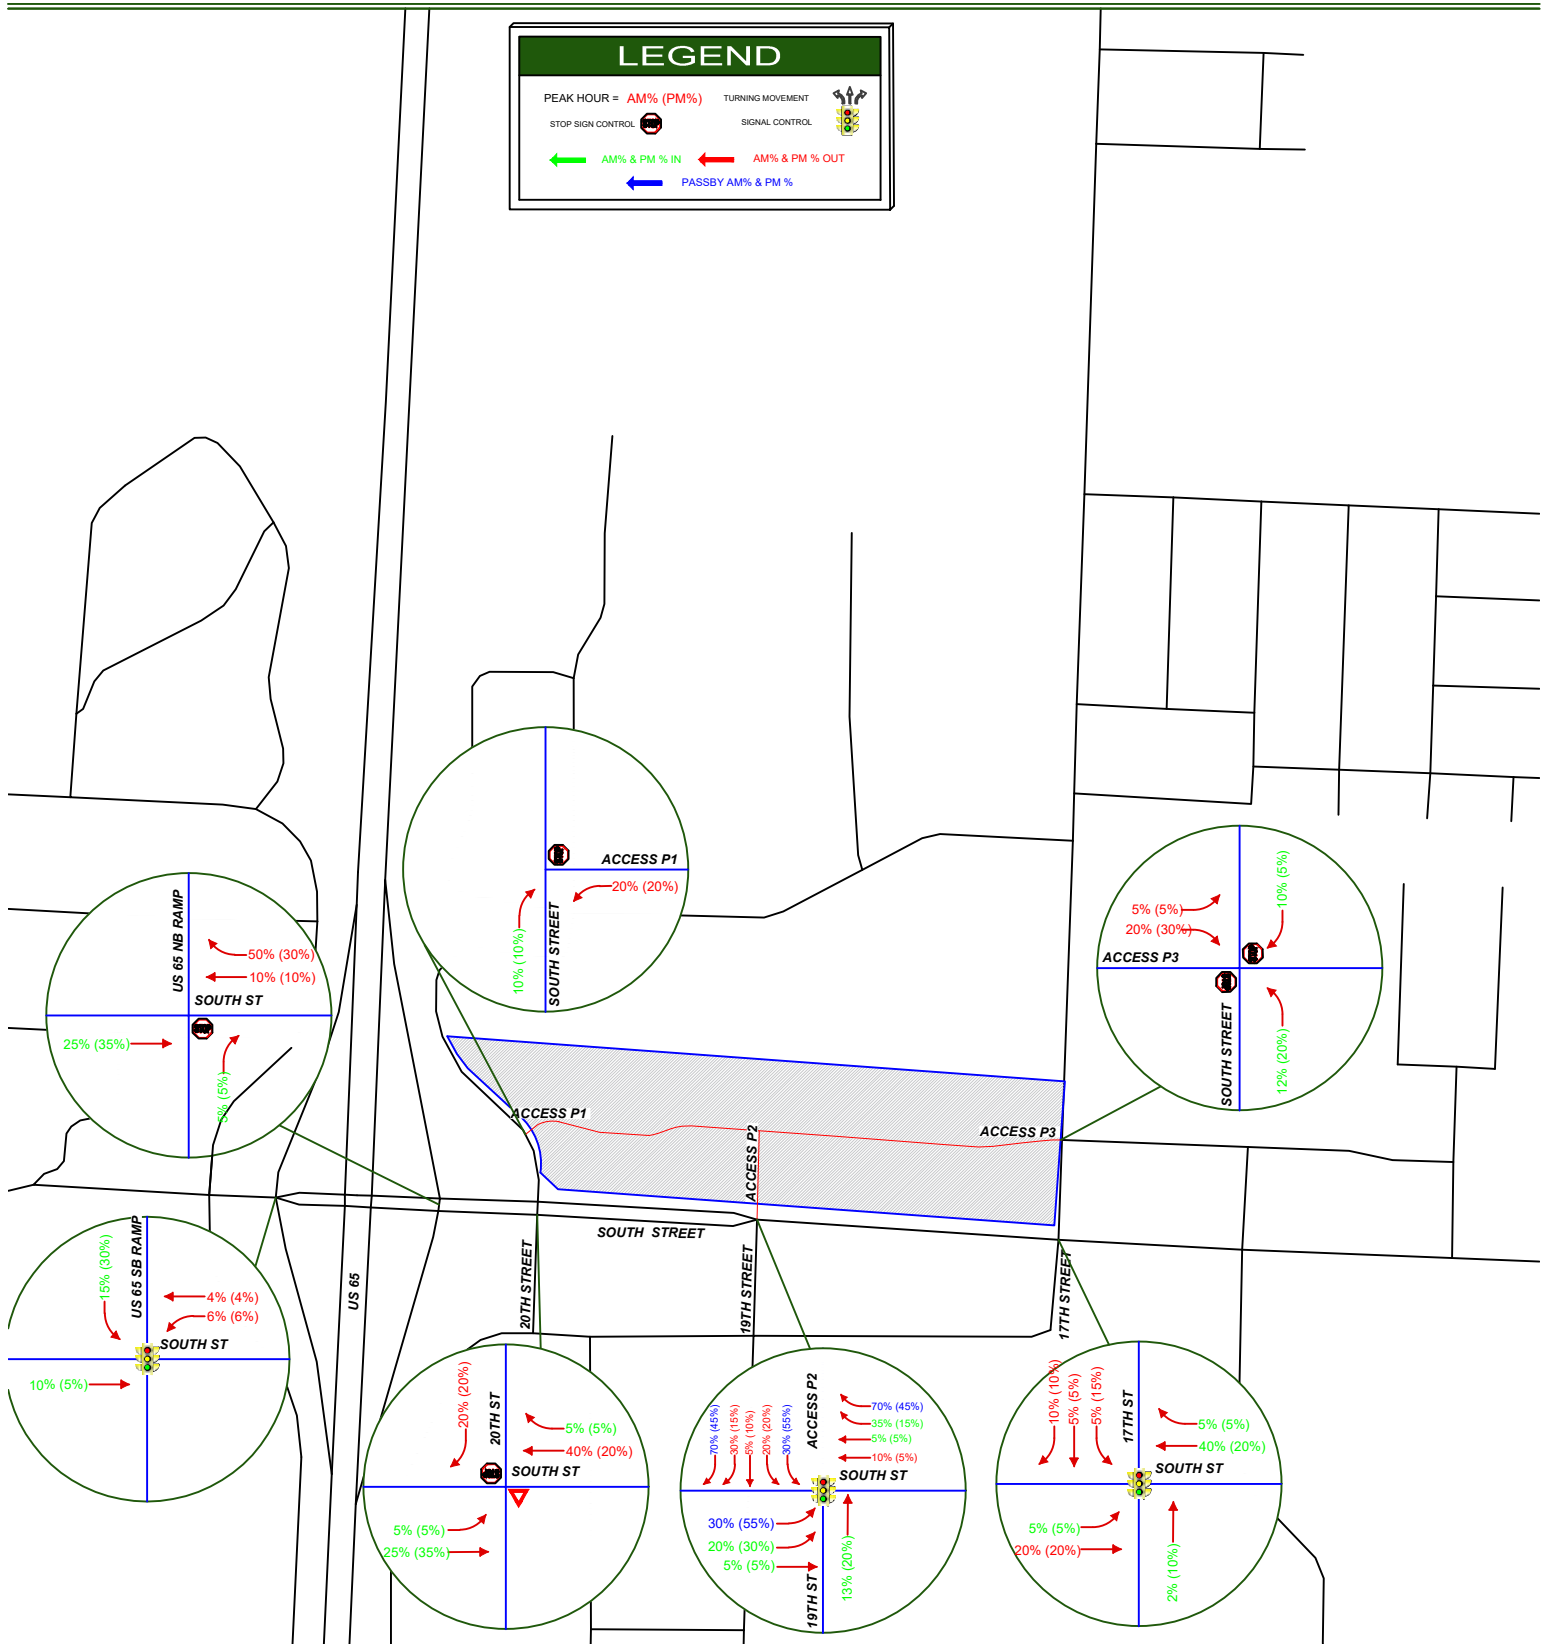 LEGEND
PEAK HOUR = AM% (PM%) TURNING MOVEMENT
STOP SIGN CONTROL STOP SIGNAL CONTROL
AM% & PM % IN AM% & PM % OUT
PASSBY AM% & PM %
ACCESS P1
20% (20%)
10% (10%)
SOUTH STREET
5% (5%)
20% (30%)
10% (5%)
ACCESS P3
SOUTH STREET
12% (20%)
US 65 NB RAMP
50% (30%)
10% (10%)
SOUTH ST
25% (35%)
5% (5%)
ACCESS P1
ACCESS P2
ACCESS P3
SOUTH STREET
US 65
20TH STREET
19TH STREET
17TH STREET
15% (30%)
US 65 SB RAMP
4% (4%)
6% (6%)
SOUTH ST
10% (5%)
20% (20%)
20TH ST
5% (5%)
40% (20%)
SOUTH ST
5% (5%)
25% (35%)
70% (45%)
30% (15%)
5% (10%)
20% (20%)
30% (55%)
ACCESS P2
70% (45%)
35% (15%)
5% (5%)
10% (5%)
SOUTH ST
30% (55%)
20% (30%)
5% (5%)
19TH ST
13% (20%)
10% (10%)
5% (5%)
5% (15%)
17TH ST
5% (5%)
40% (20%)
SOUTH ST
5% (5%)
20% (20%)
2% (10%)